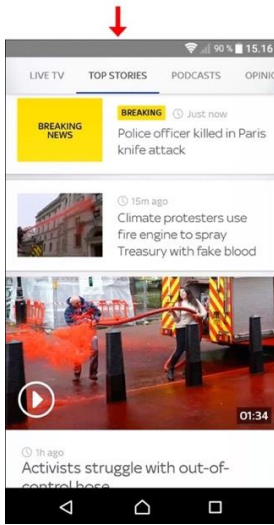 90 % 15.16
LIVE TV TOP STORIES PODCASTS OPINIO
BREAKING NEWS
BREAKING Just now
Police officer killed in Paris
knife attack
15m ago
Climate protesters use
fire engine to spray
Treasury with fake blood
01:34
1h ago
Activists struggle with out-of-
control hose